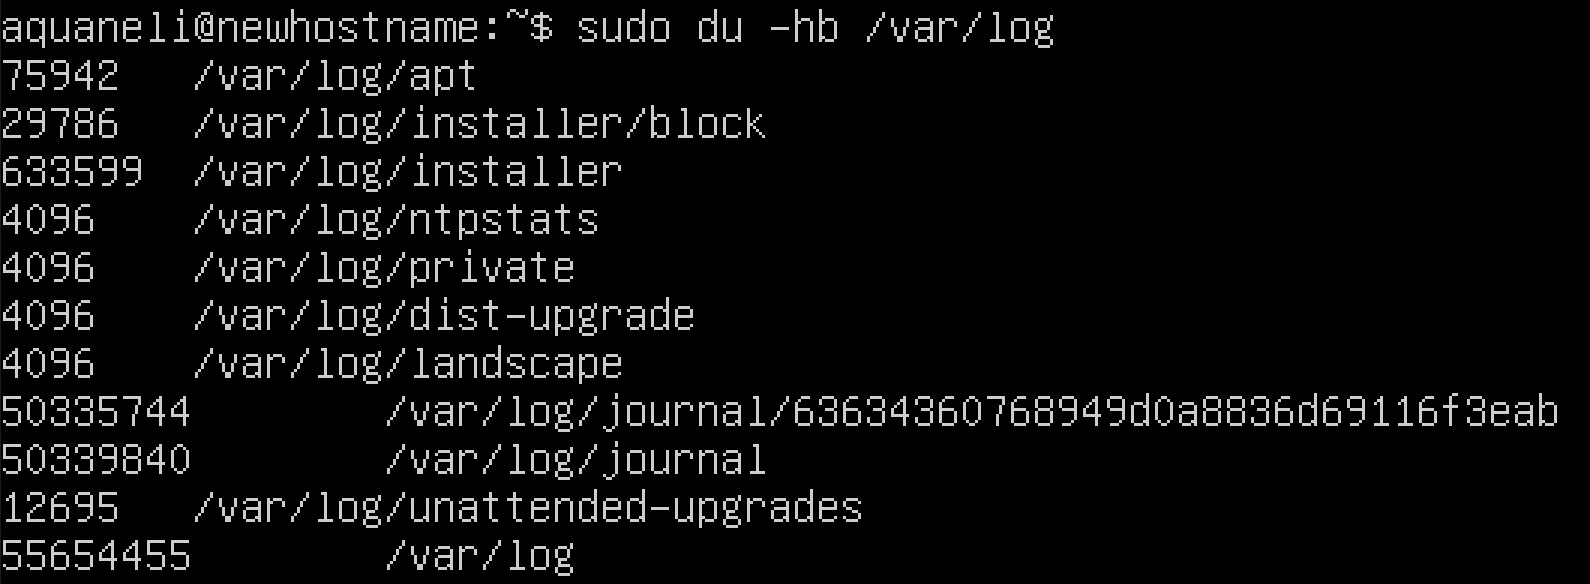 aquaneli@newhostname:~$ sudo du -hb /var/log
75942 /var/log/apt
29786 /var/log/installer/block
633599 /var/log/installer
4096 /var/log/ntpstats
4096 /var/log/private
4096 /var/log/dist-upgrade
4096 /var/log/landscape
50335744 /var/log/journal/63634360768949d0a8836d69116f3eab
50339840 /var/log/journal
12695 /var/log/unattended-upgrades
55654455 /var/log